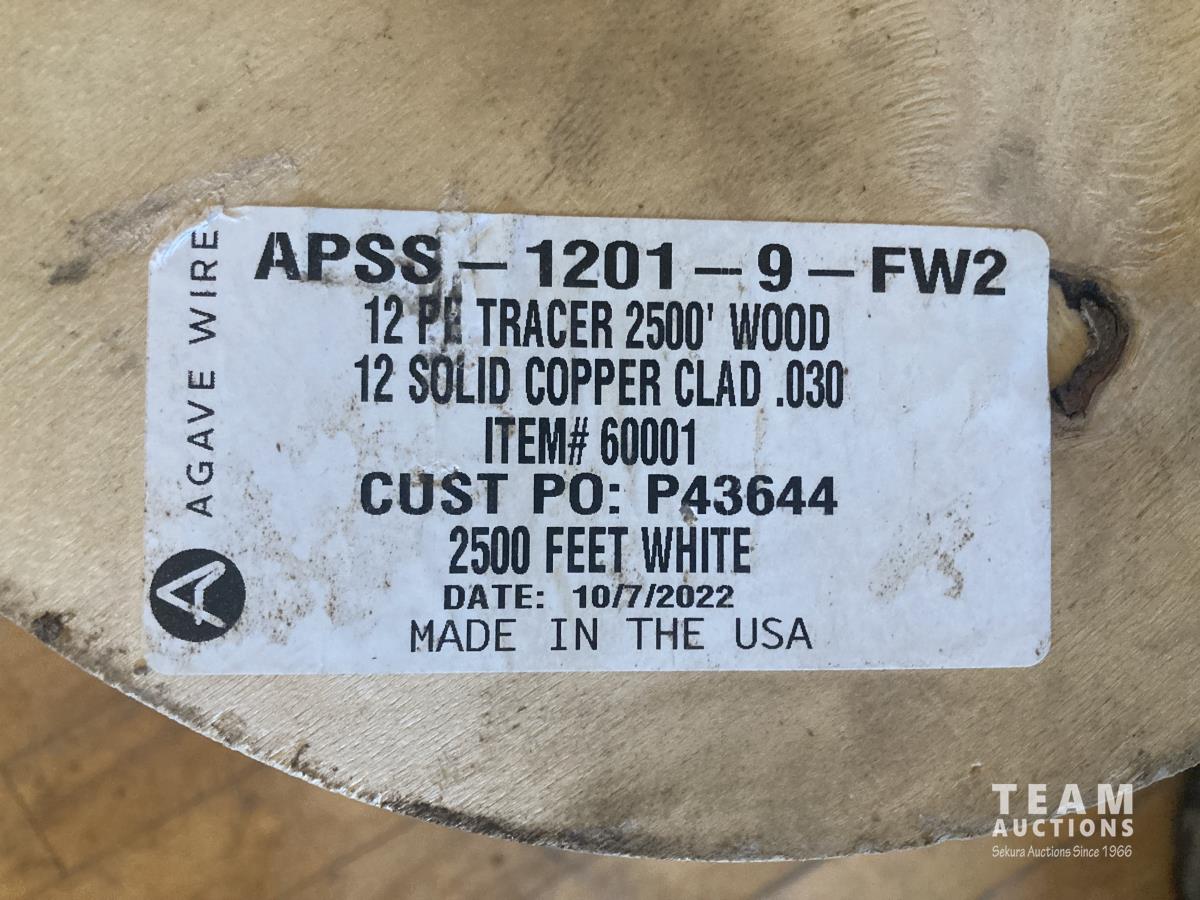 AGAVE WIRE
APSS-1201-9-FW2
12 PE TRACER 2500' WOOD
12 SOLID COPPER CLAD .030
ITEM# 60001
CUST PO: P43644
2500 FEET WHITE
DATE: 10/7/2022
MADE IN THE USA
TEAM
AUCTIONS
Sekura Auctions Since 1966